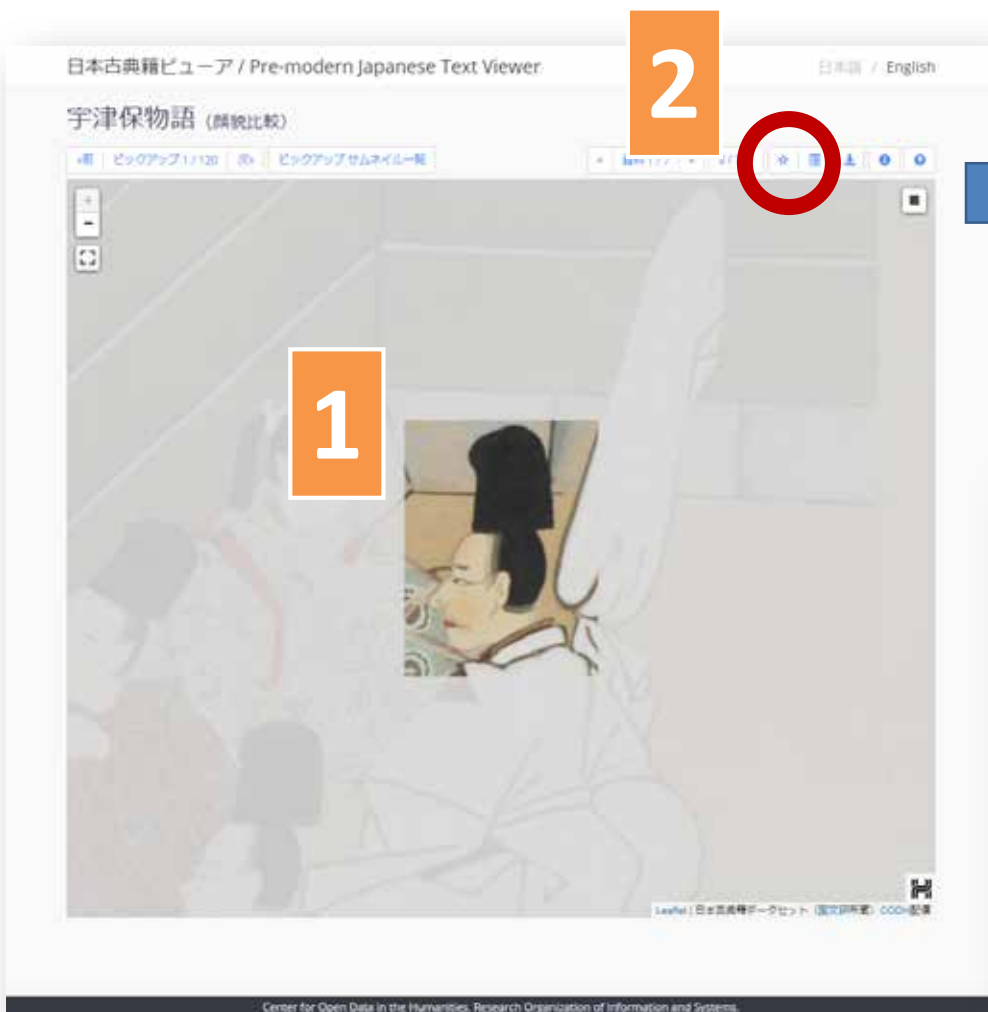 2
日本古典籍ビューア / Pre-modern Japanese Text Viewer
日本語 / English
宇津保物語 (顔貌比較)
«前 ピックアップ 1 / 120 次» ピックアップ サムネイル一覧
+
-
1
Leaflet | 日本古典籍データセット (国文研所蔵) CODH配信
Center for Open Data in the Humanities, Research Organization of Information and Systems.